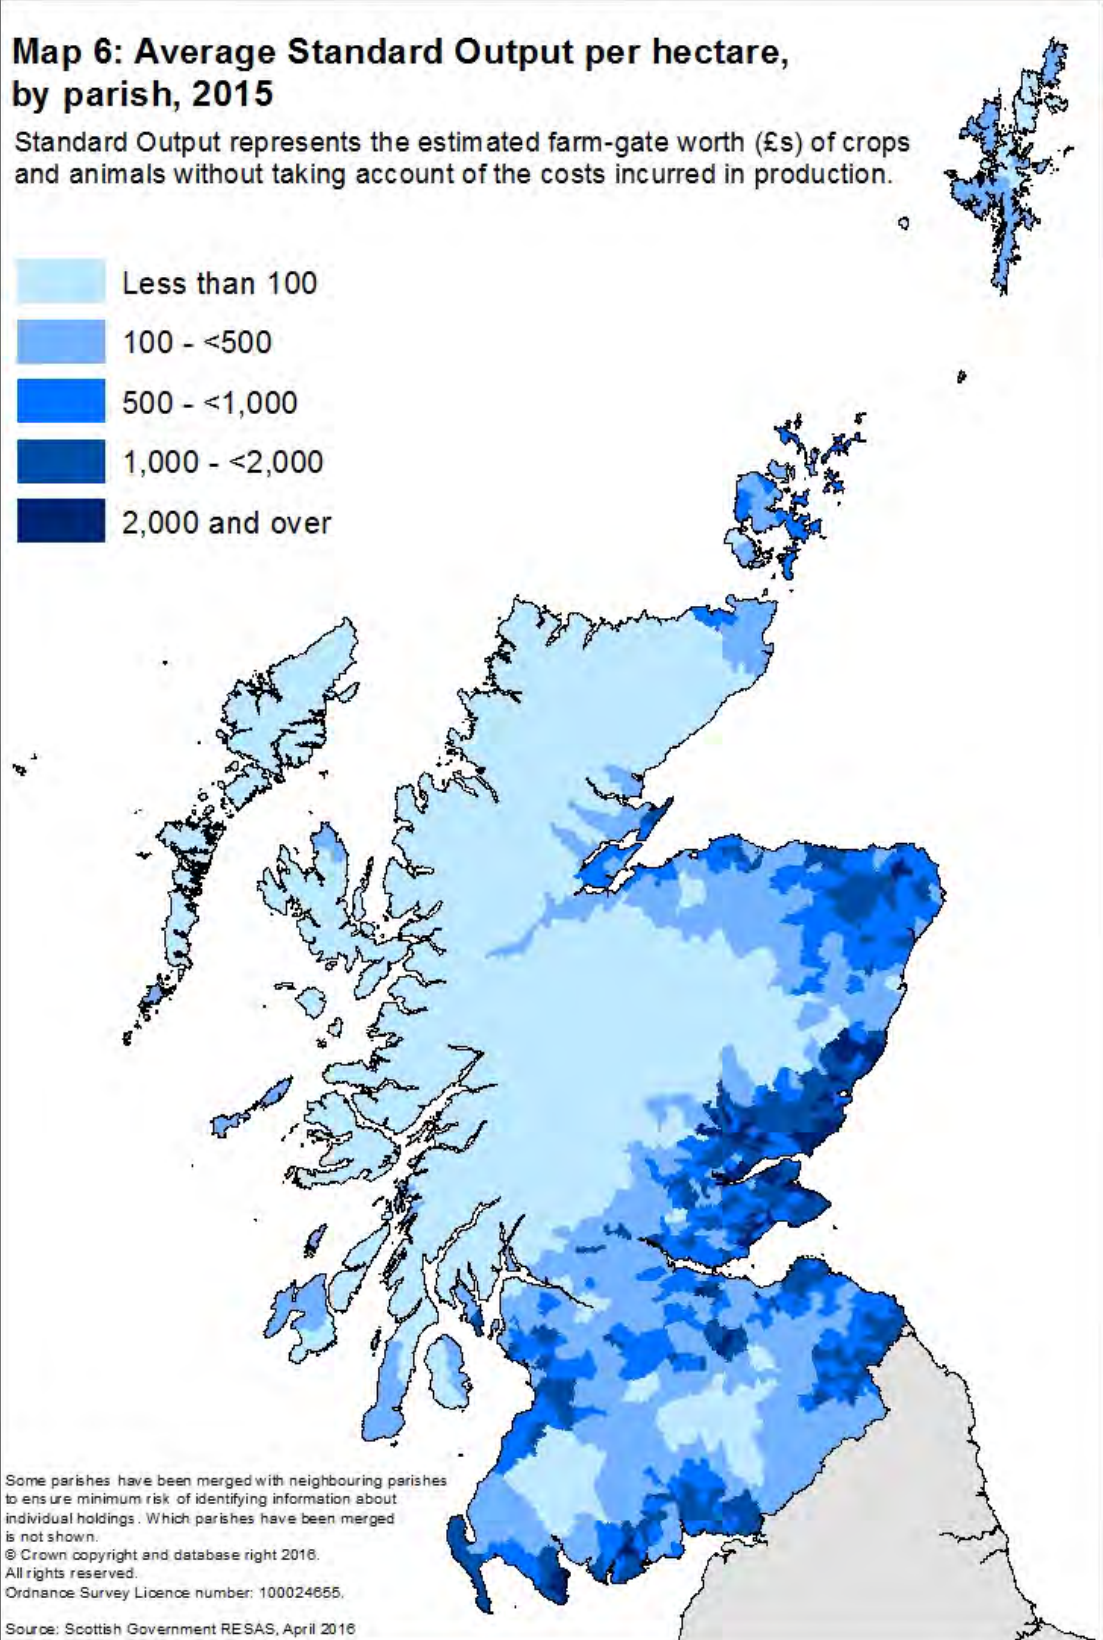 Map 6: Average Standard Output per hectare,
by parish, 2015
Standard Output represents the estimated farm-gate worth (£s) of crops
and animals without taking account of the costs incurred in production.
Less than 100
100 - <500
500 - <1,000
1,000 - <2,000
2,000 and over
Some parishes have been merged with neighbouring parishes
to ensure minimum risk of identifying information about
individual holdings. Which parishes have been merged
is not shown.
© Crown copyright and database right 2016.
All rights reserved.
Ordnance Survey Licence number: 100024655.
Source: Scottish Government RESAS, April 2016